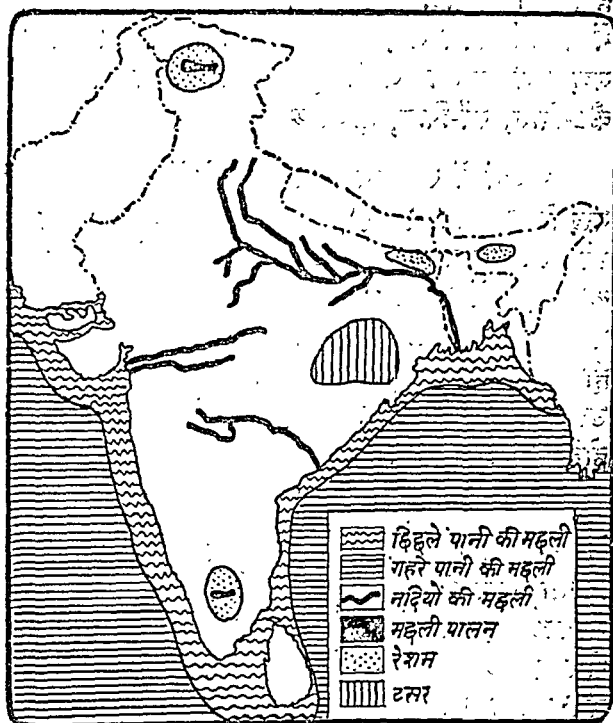 छिछले पानी की मछली
गहरे पानी की मछली
नदियों की मछली
मछली पालन
रेशम
टसर